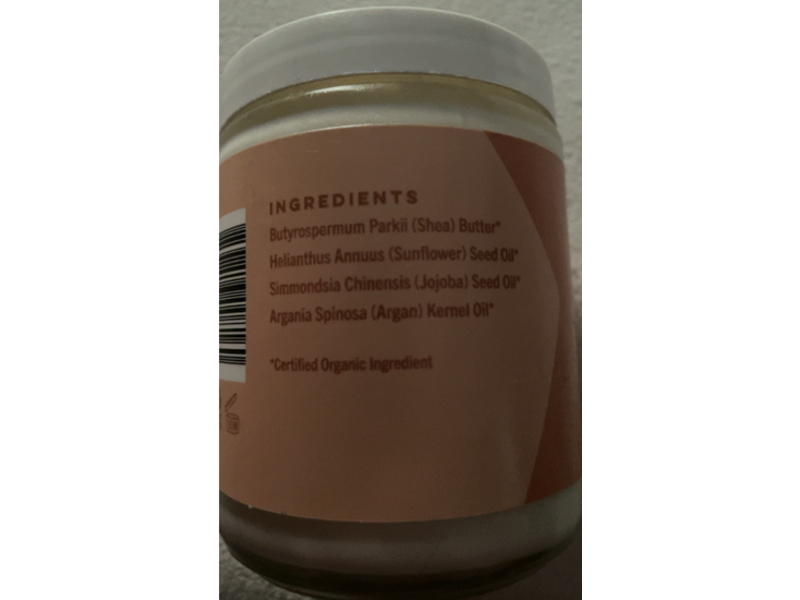 INGREDIENTS
Butyrospermum Parkii (Shea) Butter*
Helianthus Annuus (Sunflower) Seed Oil*
Simmondsia Chinensis (Jojoba) Seed Oil*
Argania Spinosa (Argan) Kernel Oil*
*Certified Organic Ingredient